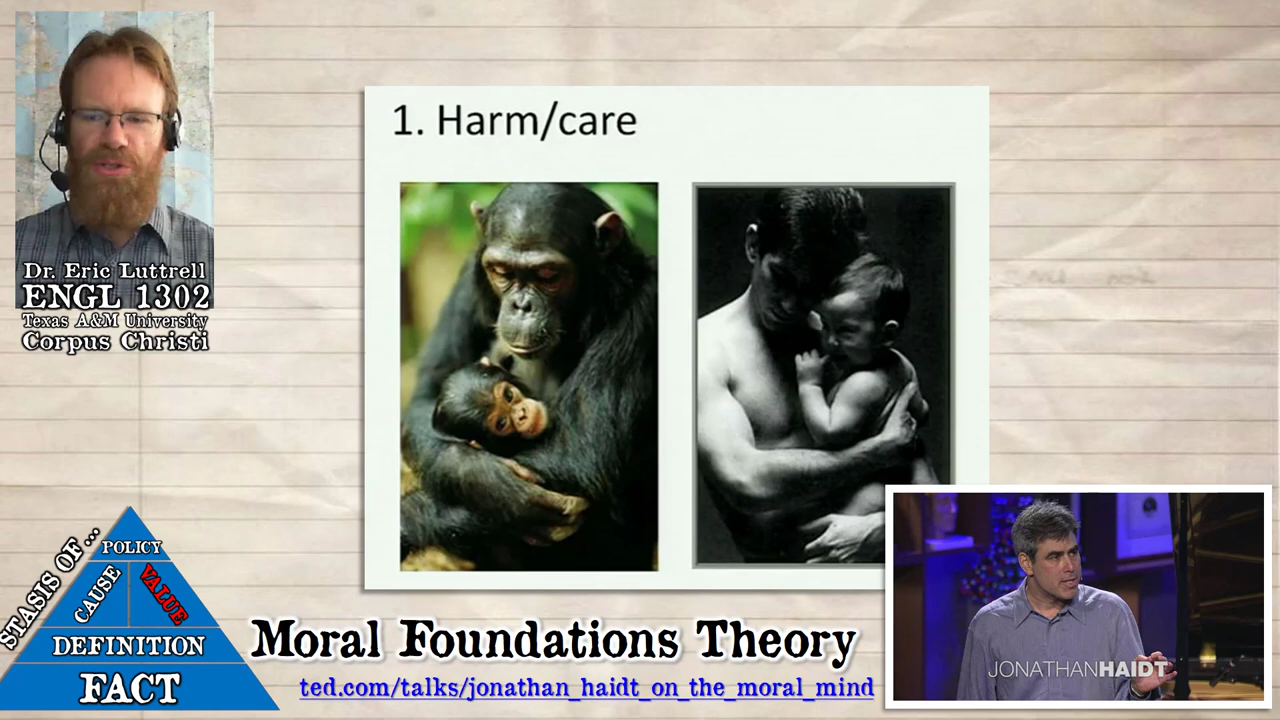 Dr. Eric Luttrell
ENGL 1302
Texas A&M University
Corpus Christi
1. Harm/care
STASIS OF...
POLICY
CAUSE
VALUE
DEFINITION
FACT
Moral Foundations Theory
ted.com/talks/jonathan_haidt_on_the_moral_mind
JONATHANHAIDT